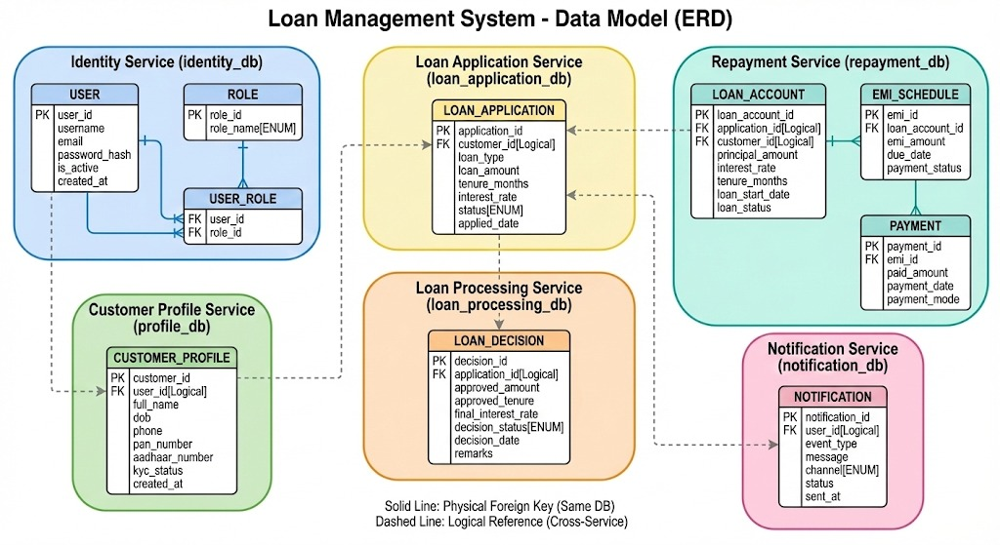 Loan Management System - Data Model (ERD)
Identity Service (identity_db)
USER
PK user_id
username
email
password_hash
is_active
created_at
ROLE
PK role_id
role_name[ENUM]
USER_ROLE
FK user_id
FK role_id
Customer Profile Service
(profile_db)
CUSTOMER_PROFILE
PK customer_id
FK user_id[Logical]
full_name
dob
phone
pan_number
aadhaar_number
kyc_status
created_at
Loan Application Service
(loan_application_db)
LOAN_APPLICATION
PK application_id
FK customer_id[Logical]
loan_type
loan_amount
tenure_months
interest_rate
status[ENUM]
applied_date
Loan Processing Service
(loan_processing_db)
LOAN_DECISION
PK decision_id
FK application_id[Logical]
approved_amount
approved_tenure
final_interest_rate
decision_status[ENUM]
decision_date
remarks
Repayment Service (repayment_db)
LOAN_ACCOUNT
PK loan_account_id
FK application_id[Logical]
FK customer_id[Logical]
principal_amount
interest_rate
tenure_months
loan_start_date
loan_status
EMI_SCHEDULE
PK emi_id
FK loan_account_id
emi_amount
due_date
payment_status
PAYMENT
PK payment_id
FK emi_id
paid_amount
payment_date
payment_mode
Notification Service
(notification_db)
NOTIFICATION
PK notification_id
FK user_id[Logical]
event_type
message
channel[ENUM]
status
sent_at
Solid Line: Physical Foreign Key (Same DB)
Dashed Line: Logical Reference (Cross-Service)